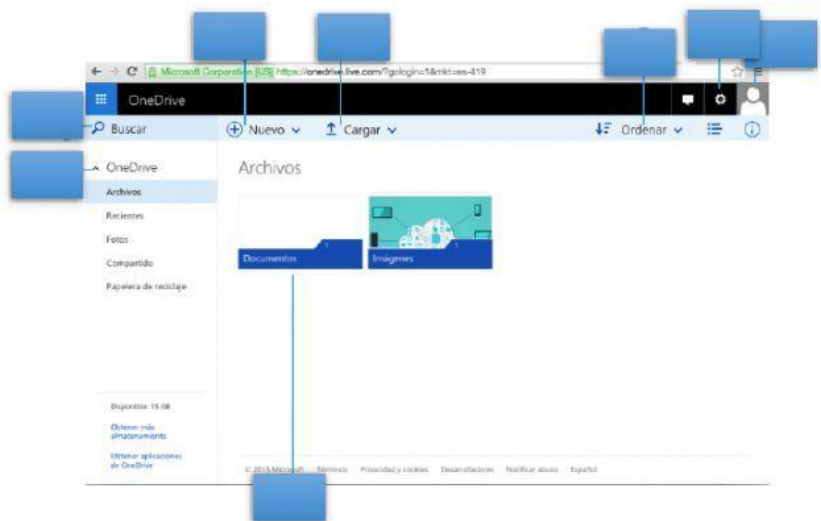 Microsoft Corporation [US] https://onedrive.live.com/?gologin=1&mkt=es-419
OneDrive
Buscar
Nuevo
Cargar
Ordenar
OneDrive
Archivos
Recientes
Fotos
Compartido
Papelera de reciclaje
Archivos
Documentos
1
Imágenes
1
Disponible: 15 GB
Obtener más
almacenamiento
Obtener aplicaciones
de OneDrive
© 2015 Microsoft Términos Privacidad y cookies Desarrolladores Notificar abuso Español